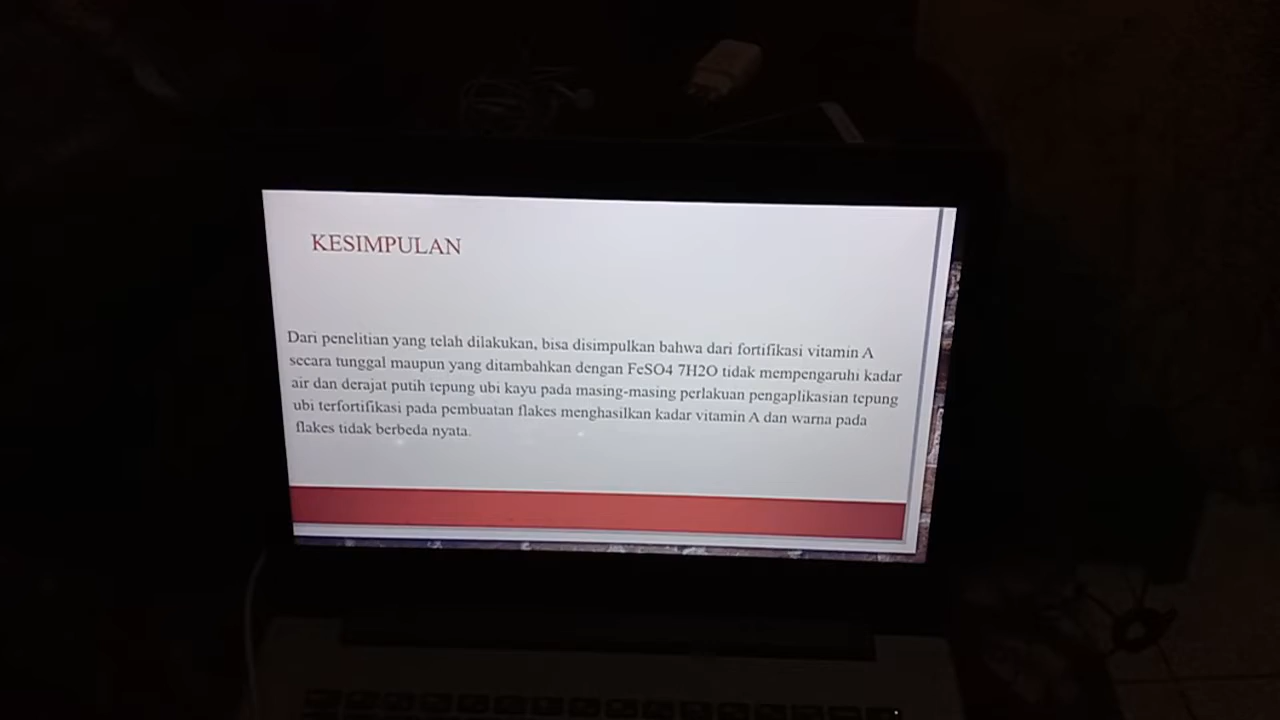 KESIMPULAN
Dari penelitian yang telah dilakukan, bisa disimpulkan bahwa dari fortifikasi vitamin A
secara tunggal maupun yang ditambahkan dengan FeSO4 7H2O tidak mempengaruhi kadar
air dan derajat putih tepung ubi kayu pada masing-masing perlakuan pengaplikasian tepung
ubi terfortifikasi pada pembuatan flakes menghasilkan kadar vitamin A dan warna pada
flakes tidak berbeda nyata.